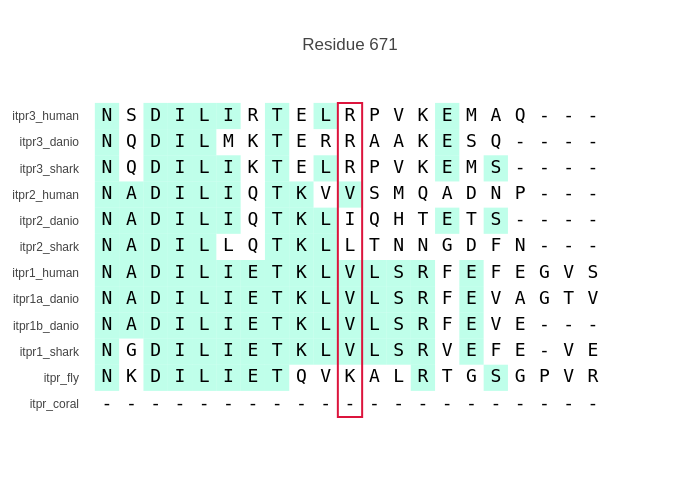 Residue 671
itpr3_human N S D I L I R T E L R P V K E M A Q - - -
itpr3_danio N Q D I L M K T E R R A A K E S Q - - - -
itpr3_shark N Q D I L I K T E L R P V K E M S - - - -
itpr2_human N A D I L I Q T K V V S M Q A D N P - - -
itpr2_danio N A D I L I Q T K L I Q H T E T S - - - -
itpr2_shark N A D I L L Q T K L L T N N G D F N - - -
itpr1_human N A D I L I E T K L V L S R F E F E G V S
itpr1a_danio N A D I L I E T K L V L S R F E V A G T V
itpr1b_danio N A D I L I E T K L V L S R F E V E - - -
itpr1_shark N G D I L I E T K L V L S R V E F E - V E
itpr_fly N K D I L I E T Q V K A L R T G S G P V R
itpr_coral - - - - - - - - - - - - - - - - - - - - -